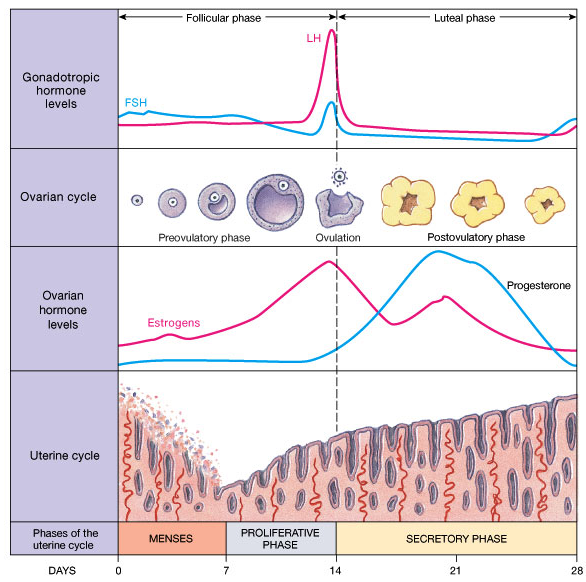 Follicular phase
Luteal phase
Gonadotropic
hormone
levels
LH
FSH
Ovarian cycle
Preovulatory phase
Ovulation
Postovulatory phase
Ovarian
hormone
levels
Estrogens
Progesterone
Uterine cycle
Phases of the
uterine cycle
MENSES
PROLIFERATIVE
PHASE
SECRETORY PHASE
DAYS
0
7
14
21
28